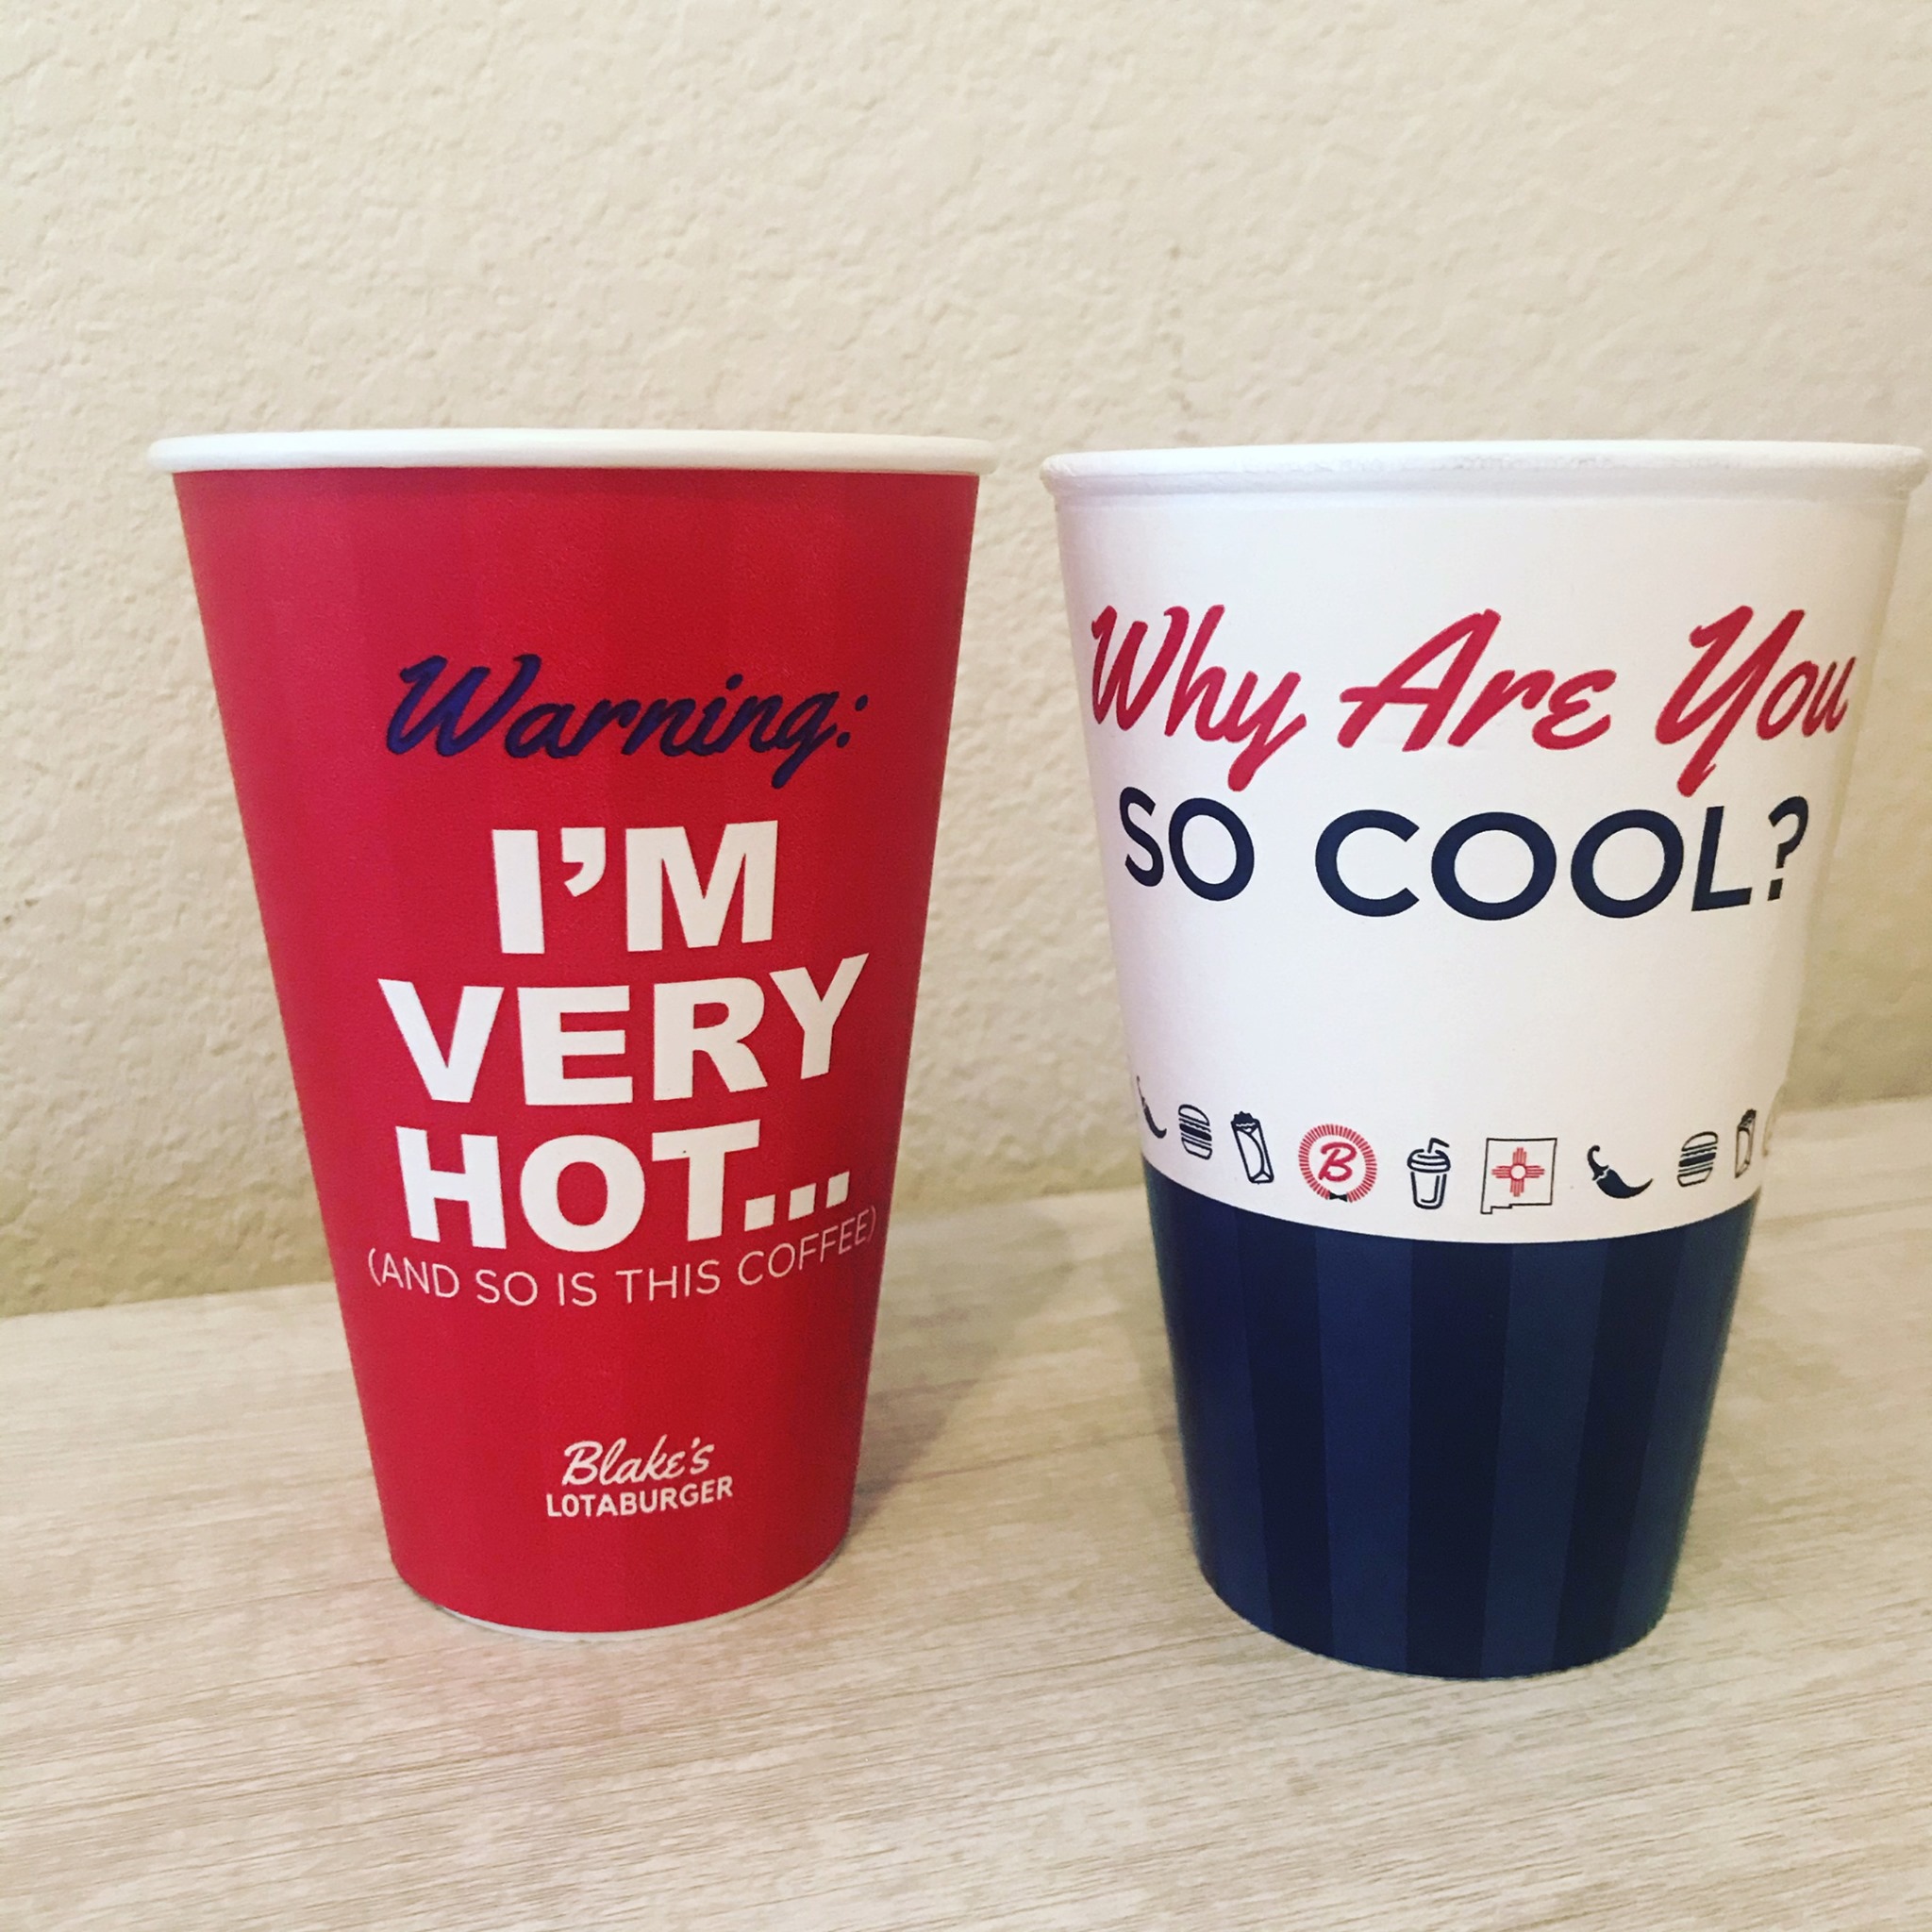 Warning:
I'M
VERY
HOT...
(AND SO IS THIS COFFEE)
Blake's
LOTABURGER
Why Are You
SO COOL?
B